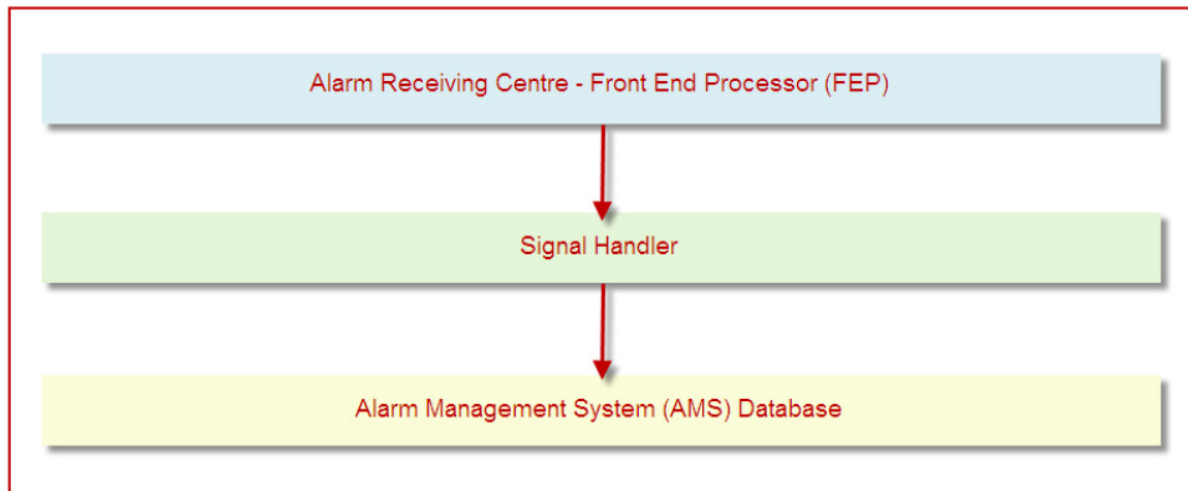 Alarm Receiving Centre - Front End Processor (FEP)
Signal Handler
Alarm Management System (AMS) Database